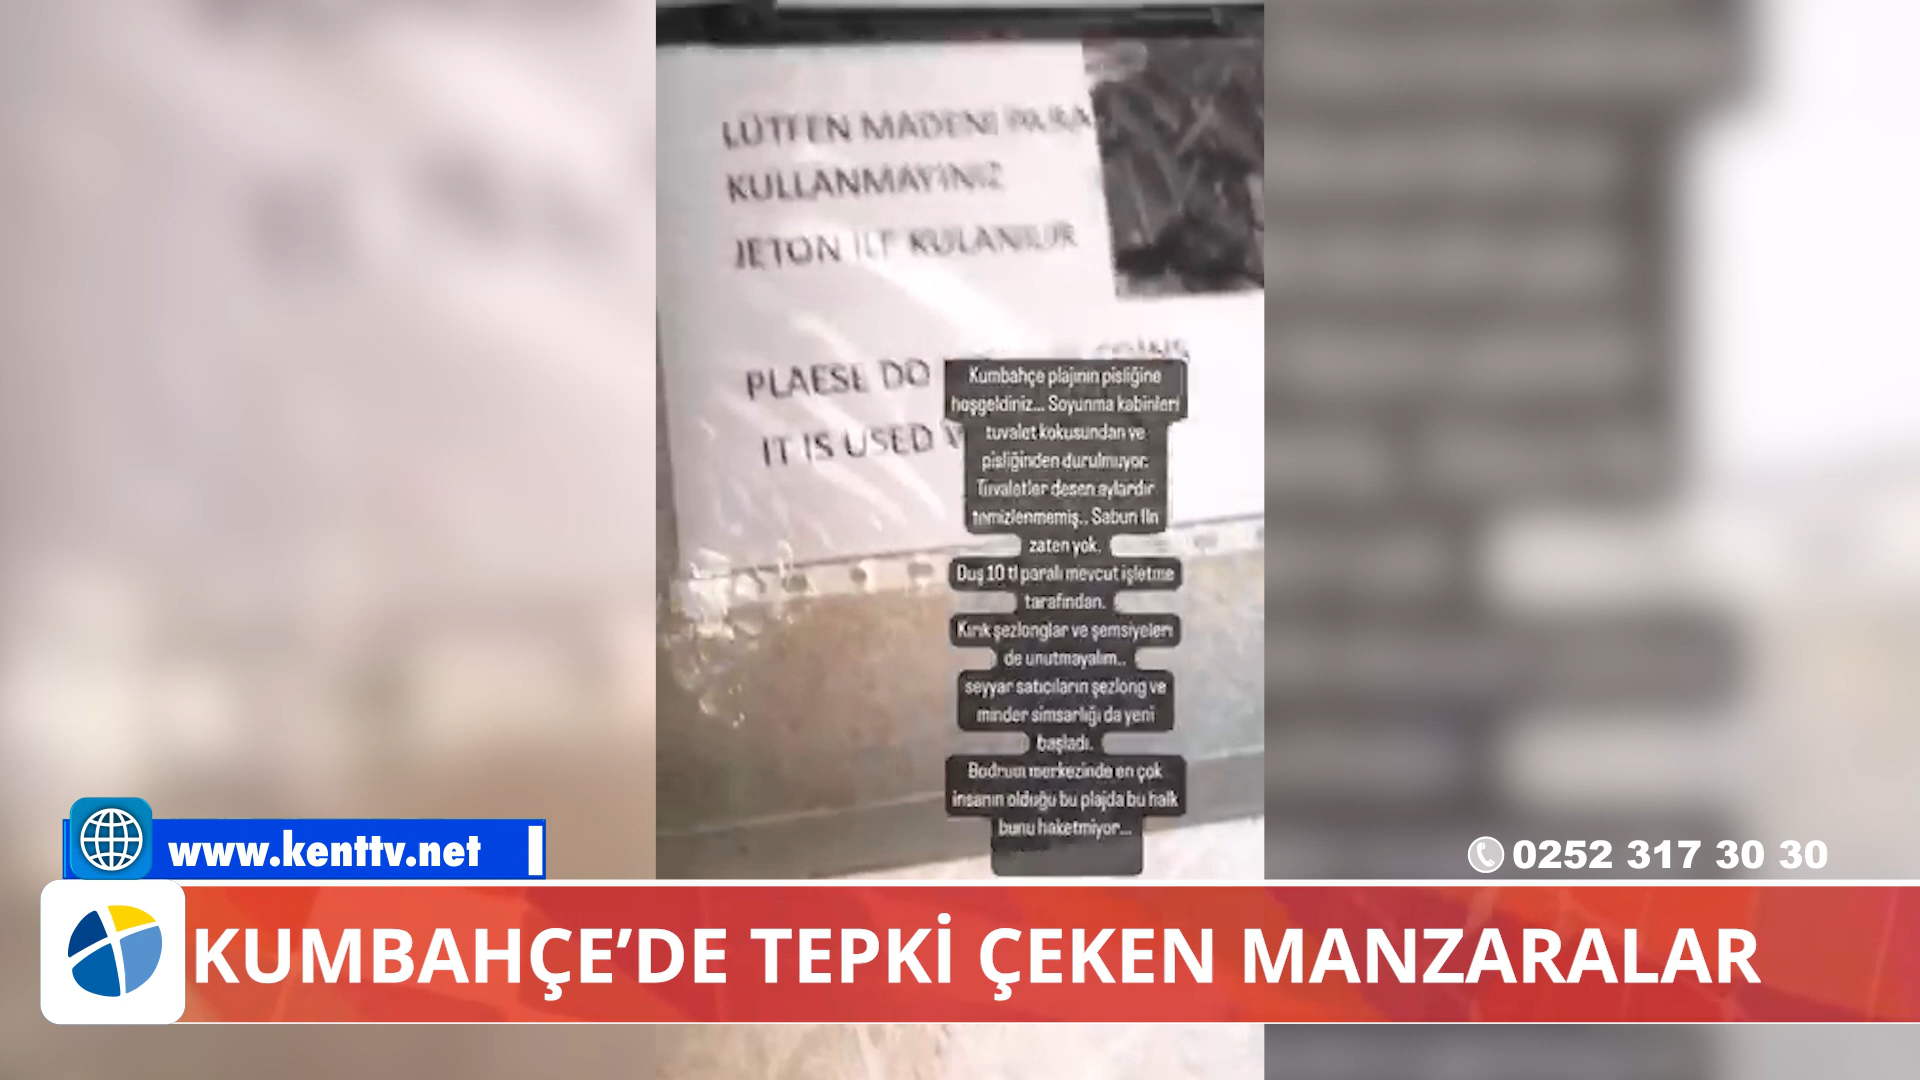 LÜTFEN MADENI PARA
KULLANMAYINIZ
JETON ILE KULANILIR
PLAESE DO
COINS
IT IS USED
Kumbahçe plajının pisliğine
hoşgeldiniz... Soyunma kabinleri
tuvalet kokusundan ve
pisliğinden durulmuyor.
Tuvaletler desen aylardır
temizlenmemiş.. Sabun fln
zaten yok.
Duş 10 tl paralı mevcut işletme
tarafından.
Kırık şezlonglar ve şemsiyeleri
de unutmayalım..
seyyar satıcıların şezlong ve
minder simsarlığı da yeni
başladı.
Bodrum merkezinde en çok
insanın olduğu bu plajda bu halk
bunu haketmiyor...
www.kenttv.net
0252 317 30 30
KUMBAHÇE’DE TEPKİ ÇEKEN MANZARALAR